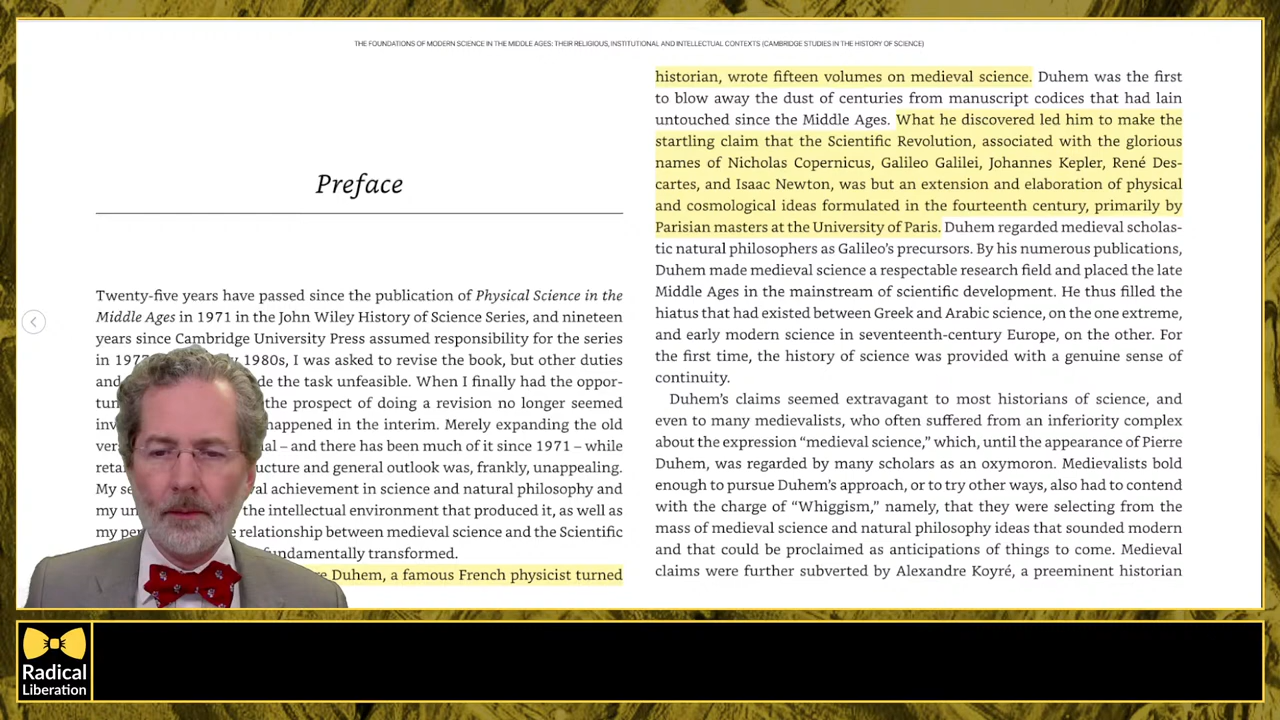 THE FOUNDATIONS OF MODERN SCIENCE IN THE MIDDLE AGES: THEIR RELIGIOUS, INSTITUTIONAL AND INTELLECTUAL CONTEXTS (CAMBRIDGE STUDIES IN THE HISTORY OF SCIENCE)
Preface
Twenty-five years have passed since the publication of Physical Science in the
Middle Ages in 1971 in the John Wiley History of Science Series, and nineteen
years since Cambridge University Press assumed responsibility for the series
in 1977 1980s, I was asked to revise the book, but other duties
and the task unfeasible. When I finally had the oppor-
the prospect of doing a revision no longer seemed
happened in the interim. Merely expanding the old
– and there has been much of it since 1971 – while
and general outlook was, frankly, unappealing.
My achievement in science and natural philosophy and
my the intellectual environment that produced it, as well as
my relationship between medieval science and the Scientific
fundamentally transformed.
Duhem, a famous French physicist turned
historian, wrote fifteen volumes on medieval science. Duhem was the first
to blow away the dust of centuries from manuscript codices that had lain
untouched since the Middle Ages. What he discovered led him to make the
startling claim that the Scientific Revolution, associated with the glorious
names of Nicholas Copernicus, Galileo Galilei, Johannes Kepler, René Des-
cartes, and Isaac Newton, was but an extension and elaboration of physical
and cosmological ideas formulated in the fourteenth century, primarily by
Parisian masters at the University of Paris. Duhem regarded medieval scholas-
tic natural philosophers as Galileo's precursors. By his numerous publications,
Duhem made medieval science a respectable research field and placed the late
Middle Ages in the mainstream of scientific development. He thus filled the
hiatus that had existed between Greek and Arabic science, on the one extreme,
and early modern science in seventeenth-century Europe, on the other. For
the first time, the history of science was provided with a genuine sense of
continuity.
Duhem's claims seemed extravagant to most historians of science, and
even to many medievalists, who often suffered from an inferiority complex
about the expression “medieval science,” which, until the appearance of Pierre
Duhem, was regarded by many scholars as an oxymoron. Medievalists bold
enough to pursue Duhem's approach, or to try other ways, also had to contend
with the charge of “Whiggism,” namely, that they were selecting from the
mass of medieval science and natural philosophy ideas that sounded modern
and that could be proclaimed as anticipations of things to come. Medieval
claims were further subverted by Alexandre Koyré, a preeminent historian
Radical
Liberation